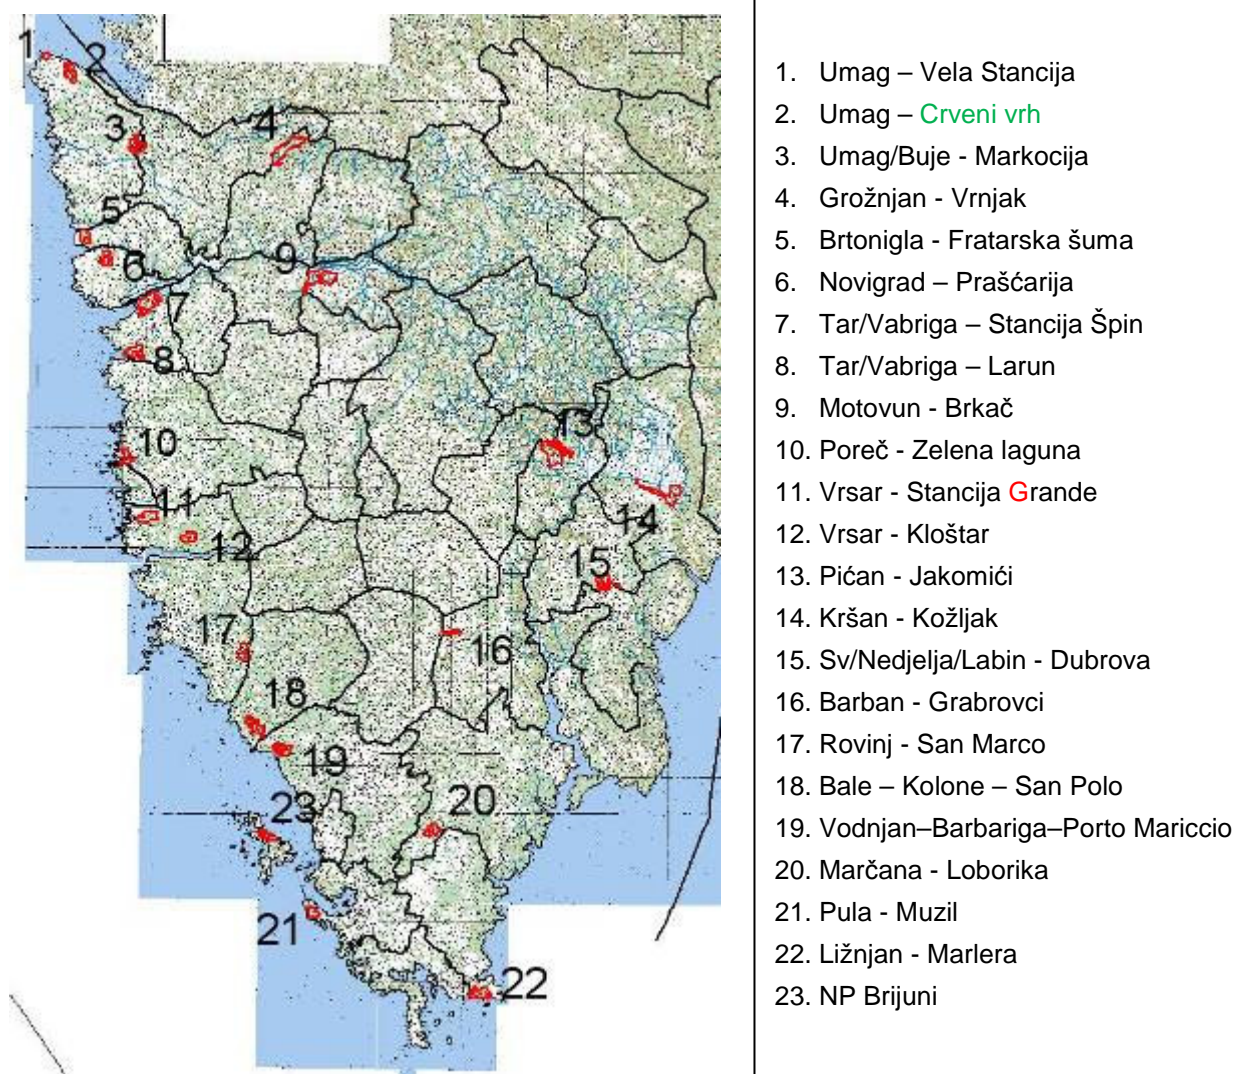 1
2
3
4
5
6
7
8
9
10
11
12
13
14
15
16
17
18
19
20
23
21
22
1. Umag – Vela Stancija
2. Umag – Crveni vrh
3. Umag/Buje - Markocija
4. Grožnjan - Vrnjak
5. Brtonigla - Fratarska šuma
6. Novigrad – Prašćarija
7. Tar/Vabriga – Stancija Špin
8. Tar/Vabriga – Larun
9. Motovun - Brkač
10. Poreč - Zelena laguna
11. Vrsar - Stancija Grande
12. Vrsar - Kloštar
13. Pićan - Jakomići
14. Kršan - Kožljak
15. Sv/Nedjelja/Labin - Dubrova
16. Barban - Grabrovci
17. Rovinj - San Marco
18. Bale – Kolone – San Polo
19. Vodnjan–Barbariga–Porto Mariccio
20. Marčana - Loborika
21. Pula - Muzil
22. Ližnjan - Marlera
23. NP Brijuni